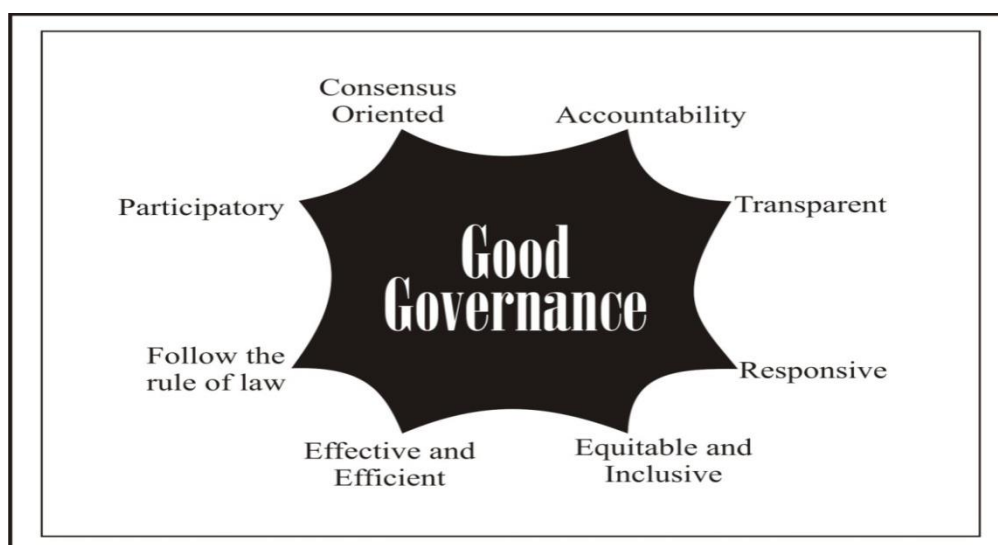 Consensus
Oriented
Accountability
Participatory
Transparent
Good
Governance
Follow the
rule of law
Responsive
Effective and
Efficient
Equitable and
Inclusive